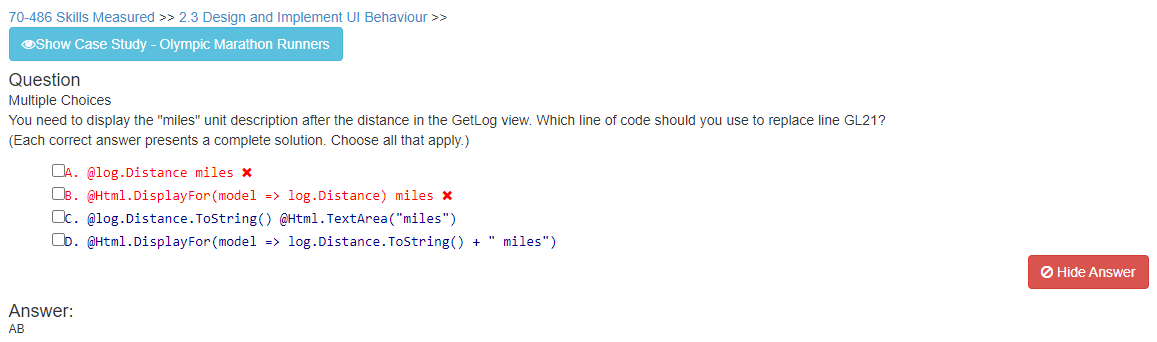 70-486 Skills Measured >> 2.3 Design and Implement UI Behaviour >>
Show Case Study - Olympic Marathon Runners
Question
Multiple Choices
You need to display the "miles" unit description after the distance in the GetLog view. Which line of code should you use to replace line GL21?
(Each correct answer presents a complete solution. Choose all that apply.)
A. @log.Distance miles ✖
B. @Html.DisplayFor(model => log.Distance) miles ✖
C. @log.Distance.ToString() @Html.TextArea("miles")
D. @Html.DisplayFor(model => log.Distance.ToString() + " miles")
Hide Answer
Answer:
AB